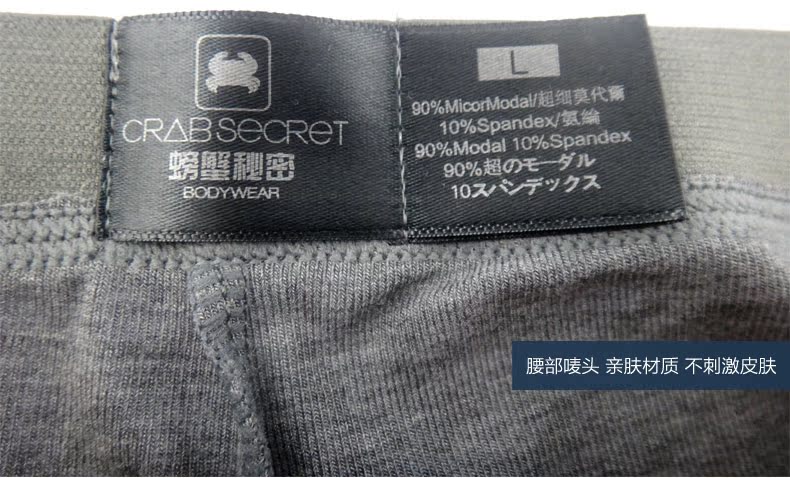 CRAB SECRET
螃蟹秘密
BODYWEAR
L
90%MicorModal/超细莫代爾
10%Spandex/氨綸
90%Modal 10%Spandex
90%超のモーダル
10スパンデックス
腰部唛头 亲肤材质 不刺激皮肤